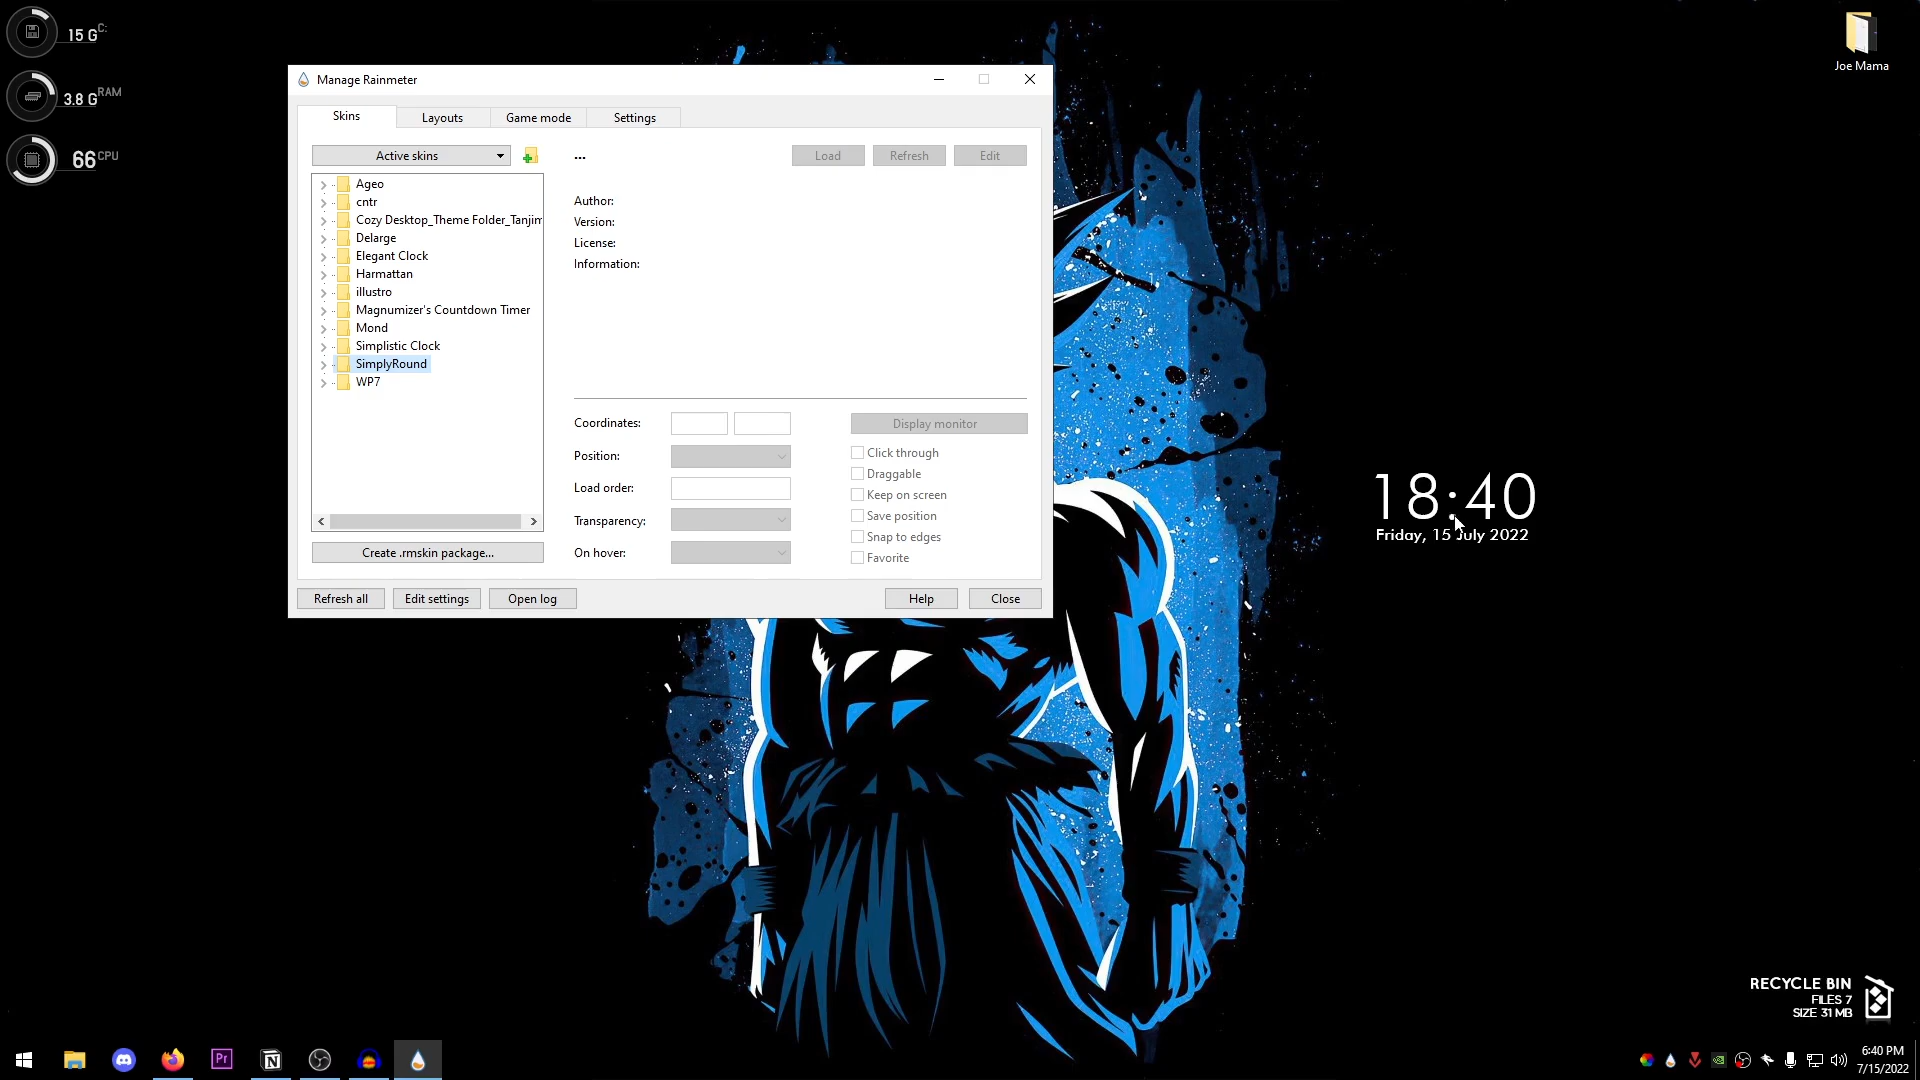 15 G C:
3.8 G RAM
66 CPU
Joe Mama
Manage Rainmeter
Skins
Layouts
Game mode
Settings
Active skins
...
Load
Refresh
Edit
Ageo
cntr
Cozy Desktop_Theme Folder_Tanjim
Delarge
Elegant Clock
Harmattan
illustro
Magnumizer's Countdown Timer
Mond
Simplistic Clock
SimplyRound
WP7
Author:
Version:
License:
Information:
Coordinates:
Position:
Load order:
Transparency:
On hover:
Display monitor
Click through
Draggable
Keep on screen
Save position
Snap to edges
Favorite
Create .rmskin package...
Refresh all
Edit settings
Open log
Help
Close
18:40
Friday, 15 July 2022
RECYCLE BIN
FILES 7
SIZE 31 MB
Pr
N
6:40 PM
7/15/2022